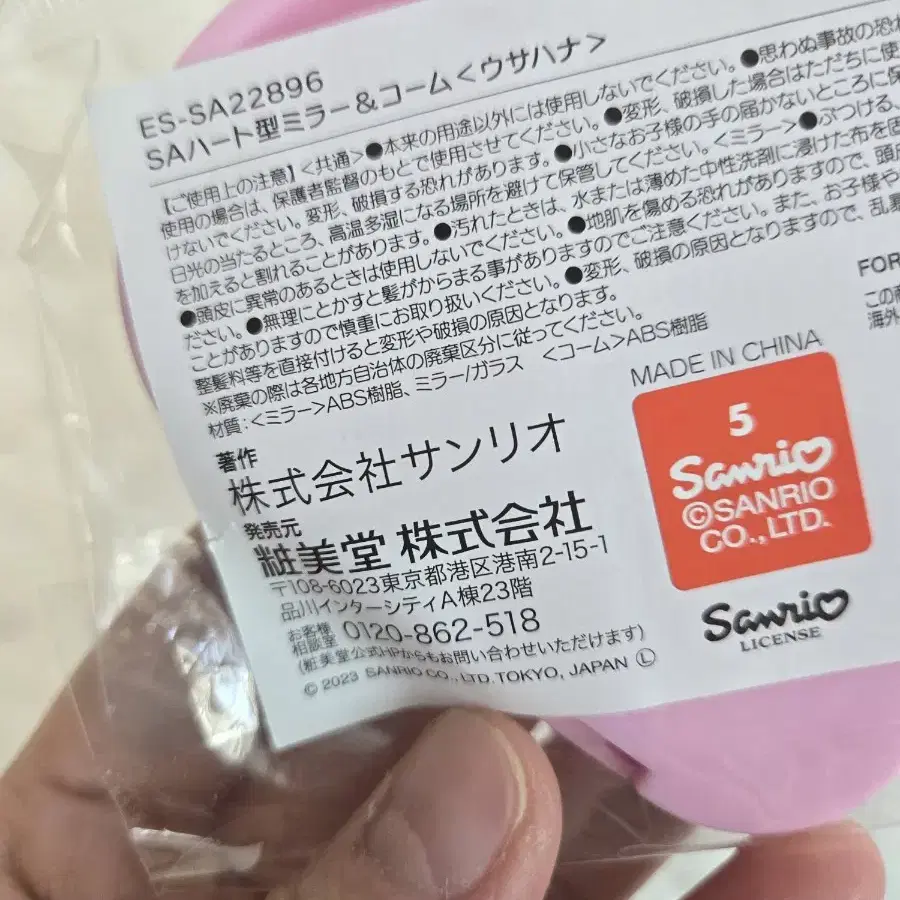 ES-SA22896
SAハート型ミラー&コーム<ウサハナ>
【ご使用上の注意】<共通>●本来の用途以外には使用しないでください。●思わぬ事故の恐れ
使用の場合は、保護者監督のもとで使用させてください。●変形、破損した場合はただちに使
けないでください。変形、破損する恐れがあります。●小さなお子様の手の届かないところに保
日光の当たるところ、高温多湿になる場所を避けて保管してください。<ミラー>●ぶつける、
を加えると割れることがあります。●汚れたときは、水または薄めた中性洗剤に浸けた布を固
●頭皮に異常のあるときは使用しないでください。●地肌を傷める恐れがありますので、頭皮
ださい。●無理にとかすと髪がからまる事がありますのでご注意ください。また、お子様や
ことがありますので慎重にお取り扱いください。●変形、破損の原因となりますので、乱暴
整髪料等を直接付けると変形や破損の原因となります。
※廃棄の際は各地方自治体の廃棄区分に従ってください。
材質:<ミラー>ABS樹脂、ミラー/ガラス <コーム>ABS樹脂
著作
株式会社サンリオ
発売元
粧美堂 株式会社
〒108-6023東京都港区港南2-15-1
品川インターシティA棟23階
お客様
相談室 0120-862-518
(粧美堂公式HPからもお問い合わせいただけます)
© 2023 SANRIO CO., LTD. TOKYO, JAPAN Ⓛ
MADE IN CHINA
5
Sanrio
©SANRIO
CO., LTD.
Sanrio
LICENSE
FOR
この商
海外